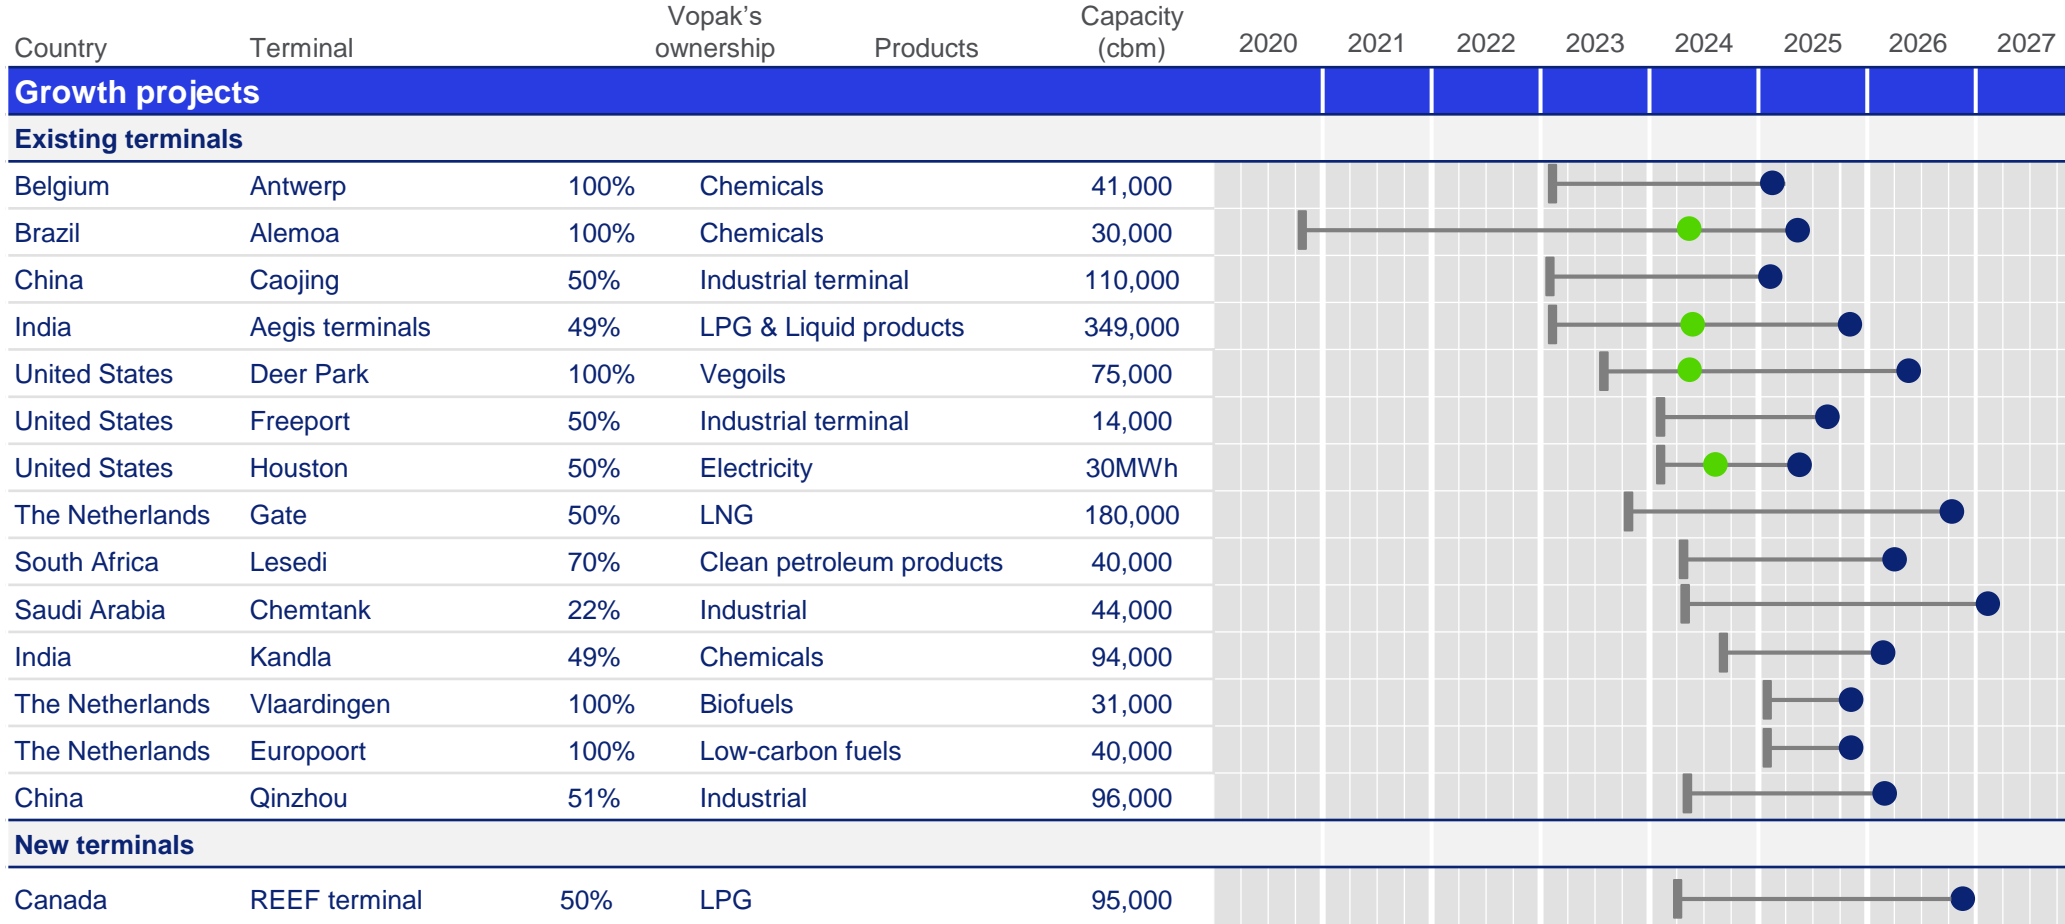 Country Terminal Vopak's ownership Products Capacity (cbm) 2020 2021 2022 2023 2024 2025 2026 2027
Growth projects
Existing terminals
Belgium Antwerp 100% Chemicals 41,000
Brazil Alemoa 100% Chemicals 30,000
China Caojing 50% Industrial terminal 110,000
India Aegis terminals 49% LPG & Liquid products 349,000
United States Deer Park 100% Vegoils 75,000
United States Freeport 50% Industrial terminal 14,000
United States Houston 50% Electricity 30MWh
The Netherlands Gate 50% LNG 180,000
South Africa Lesedi 70% Clean petroleum products 40,000
Saudi Arabia Chemtank 22% Industrial 44,000
India Kandla 49% Chemicals 94,000
The Netherlands Vlaardingen 100% Biofuels 31,000
The Netherlands Europoort 100% Low-carbon fuels 40,000
China Qinzhou 51% Industrial 96,000
New terminals
Canada REEF terminal 50% LPG 95,000